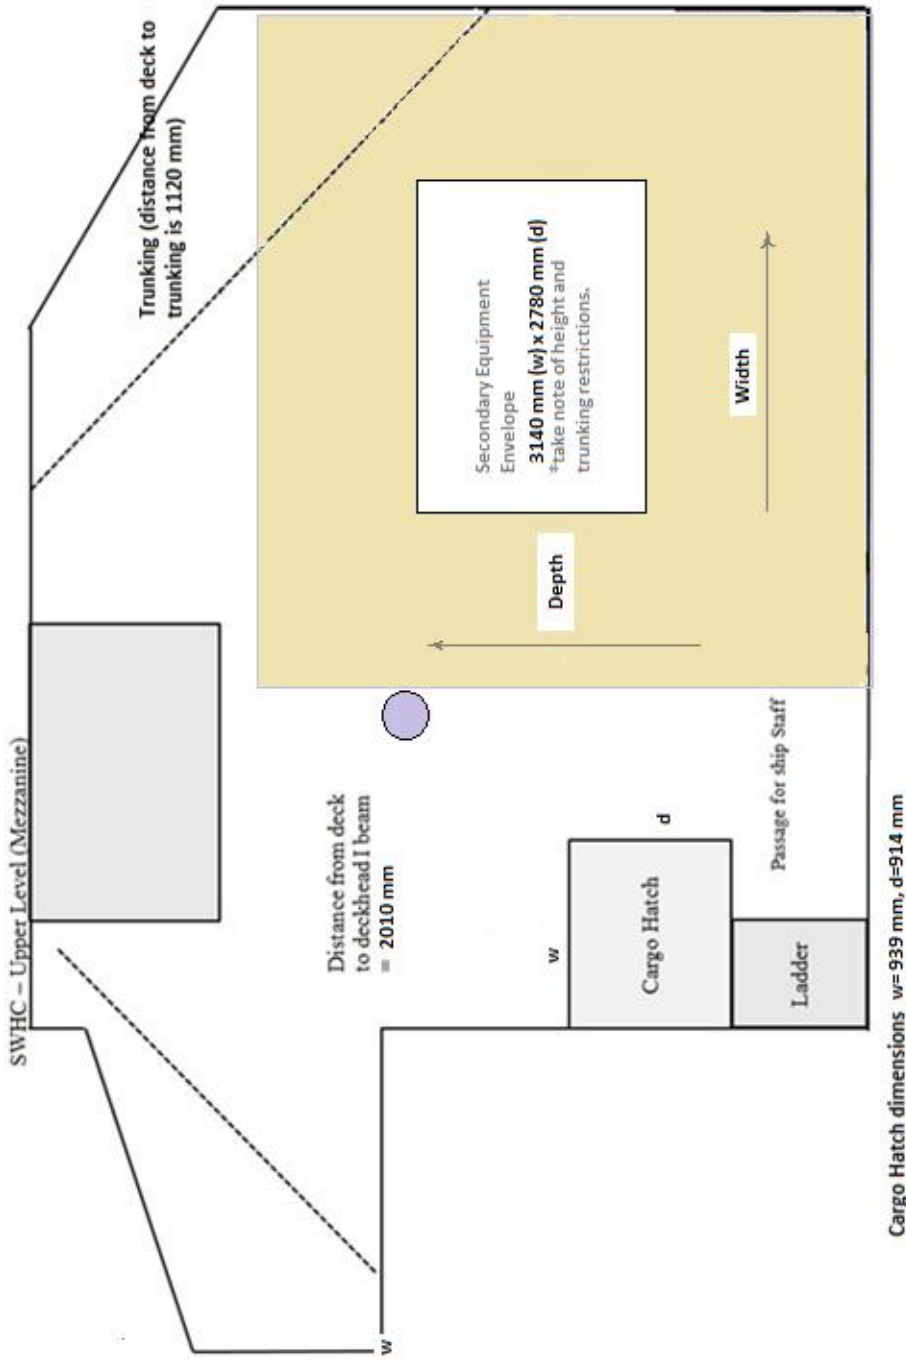 SWHC – Upper Level (Mezzanine)
Trunking (distance from deck to
trunking is 1120 mm)
Distance from deck
to deckhead I beam
= 2010 mm
Secondary Equipment
Envelope
3140 mm (w) x 2780 mm (d)
*take note of height and
trunking restrictions.
Depth
Width
w
w
d
Cargo Hatch
Ladder
Passage for ship Staff
Cargo Hatch dimensions w= 939 mm, d=914 mm